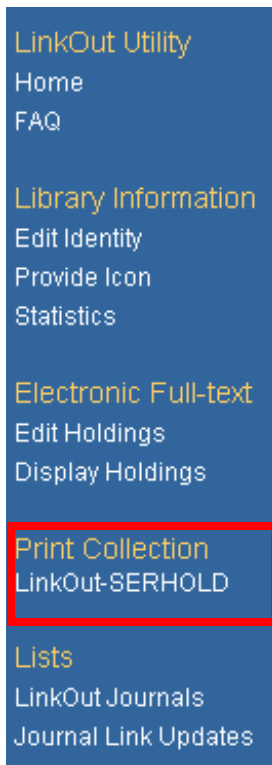 LinkOut Utility
Home
FAQ
Library Information
Edit Identity
Provide Icon
Statistics
Electronic Full-text
Edit Holdings
Display Holdings
Print Collection
LinkOut-SERHOLD
Lists
LinkOut Journals
Journal Link Updates